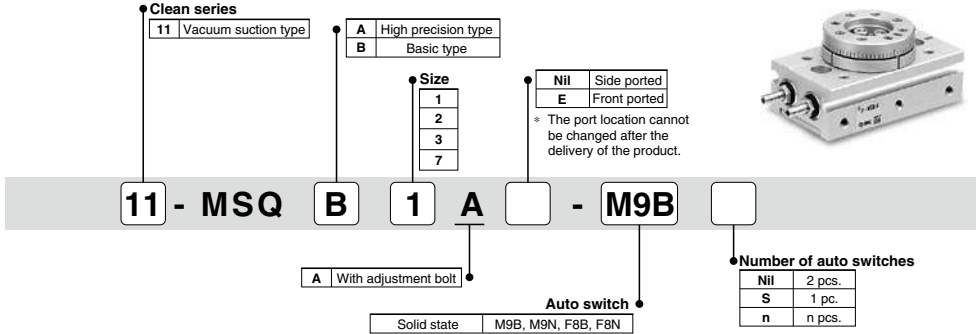 Clean series
11 Vacuum suction type
A High precision type
B Basic type
Size
1
2
3
7
Nil Side ported
E Front ported
* The port location cannot
be changed after the
delivery of the product.
11 - MSQ B 1 A - M9B
A With adjustment bolt
Auto switch
Solid state M9B, M9N, F8B, F8N
Number of auto switches
Nil 2 pcs.
S 1 pc.
n n pcs.